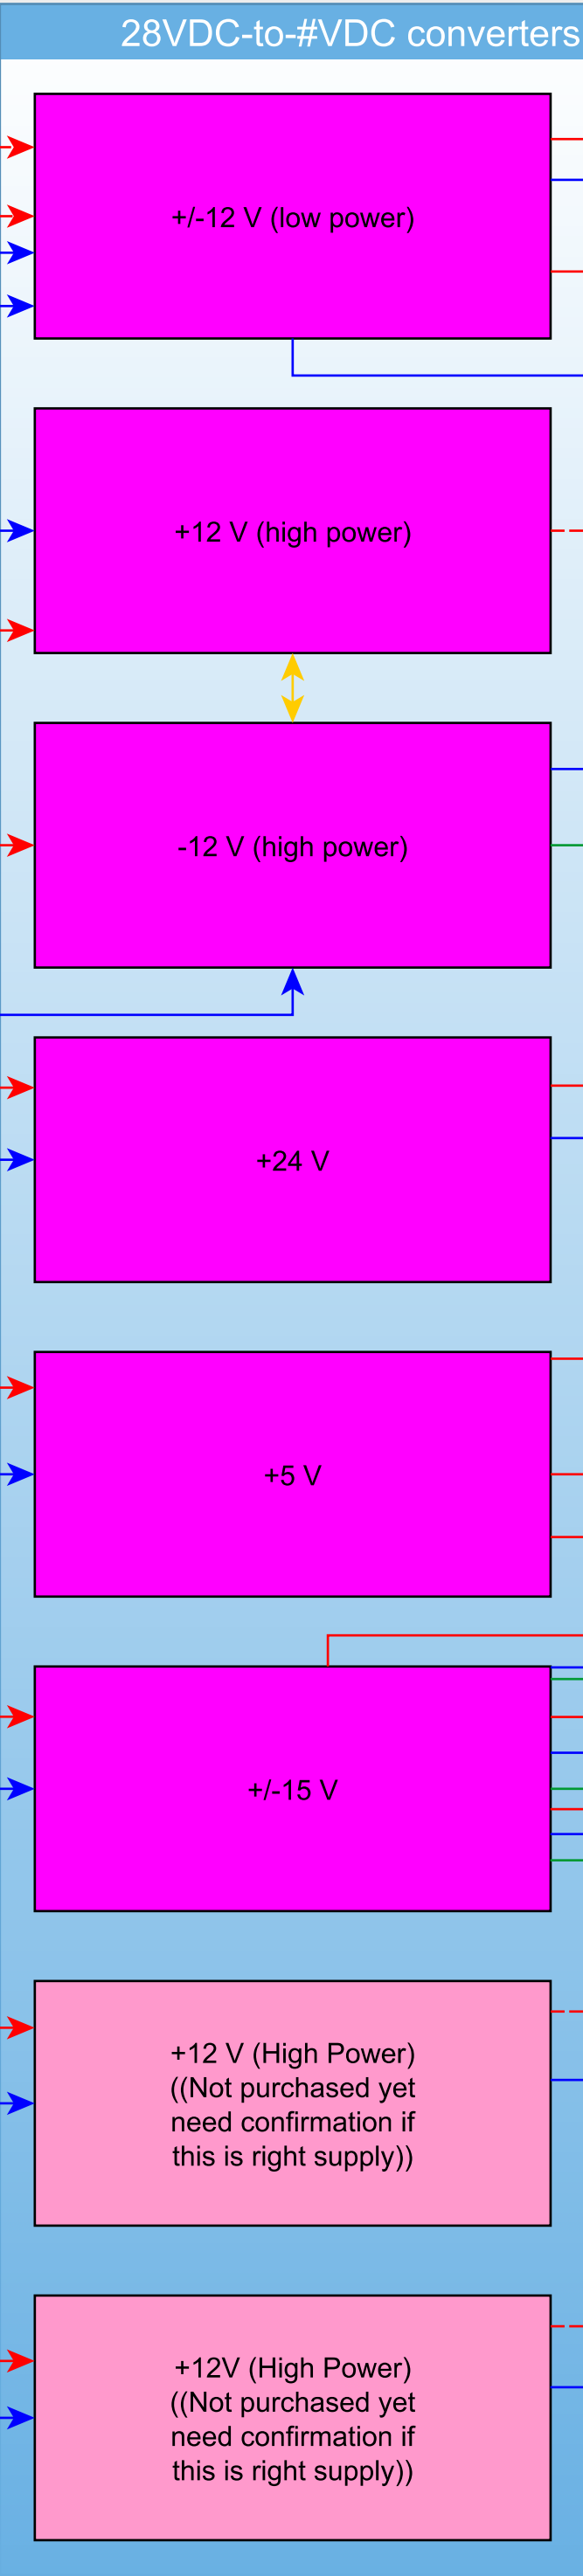 28VDC-to-#VDC converters
+/-12 V (low power)
+12 V (high power)
-12 V (high power)
+24 V
+5 V
+/-15 V
+12 V (High Power)
((Not purchased yet
need confirmation if
this is right supply))
+12V (High Power)
((Not purchased yet
need confirmation if
this is right supply))